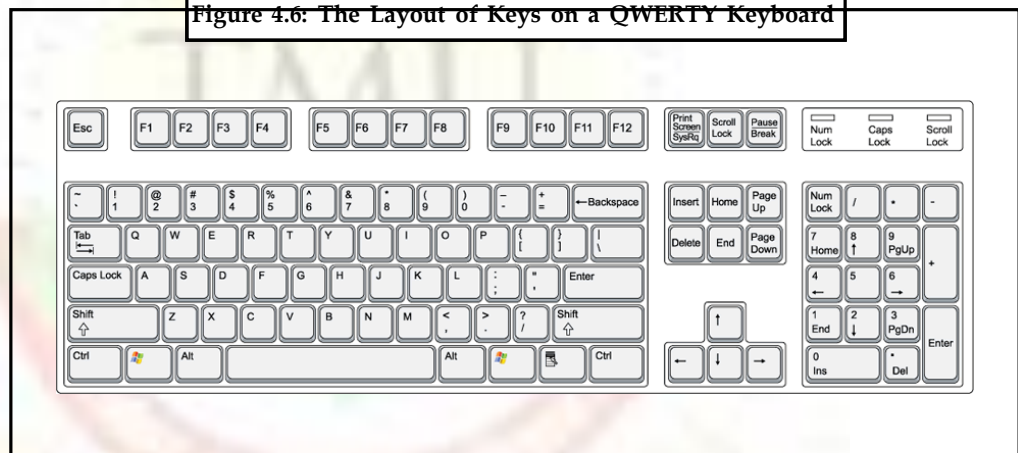 Figure 4.6: The Layout of Keys on a QWERTY Keyboard
Esc F1 F2 F3 F4 F5 F6 F7 F8 F9 F10 F11 F12
Print Screen SysRq
Scroll Lock
Pause Break
Num Lock
Caps Lock
Scroll Lock
~ `
! 1
@ 2
# 3
$ 4
% 5
^ 6
& 7
* 8
( 9
) 0
– -
+ =
←Backspace
Insert Home Page Up
Num Lock / • -
Tab Q W E R T Y U I O P { [ } ] | \
Delete End Page Down
7 Home
8 ↑
9 PgUp
+
Caps Lock A S D F G H J K L : ; " ' Enter
4 ←
5
6 →
Shift Z X C V B N M < , > . ? / Shift
↑
1 End
2 ↓
3 PgDn
Enter
Ctrl Alt Alt Ctrl
← ↓ →
0 Ins
• Del
TMU